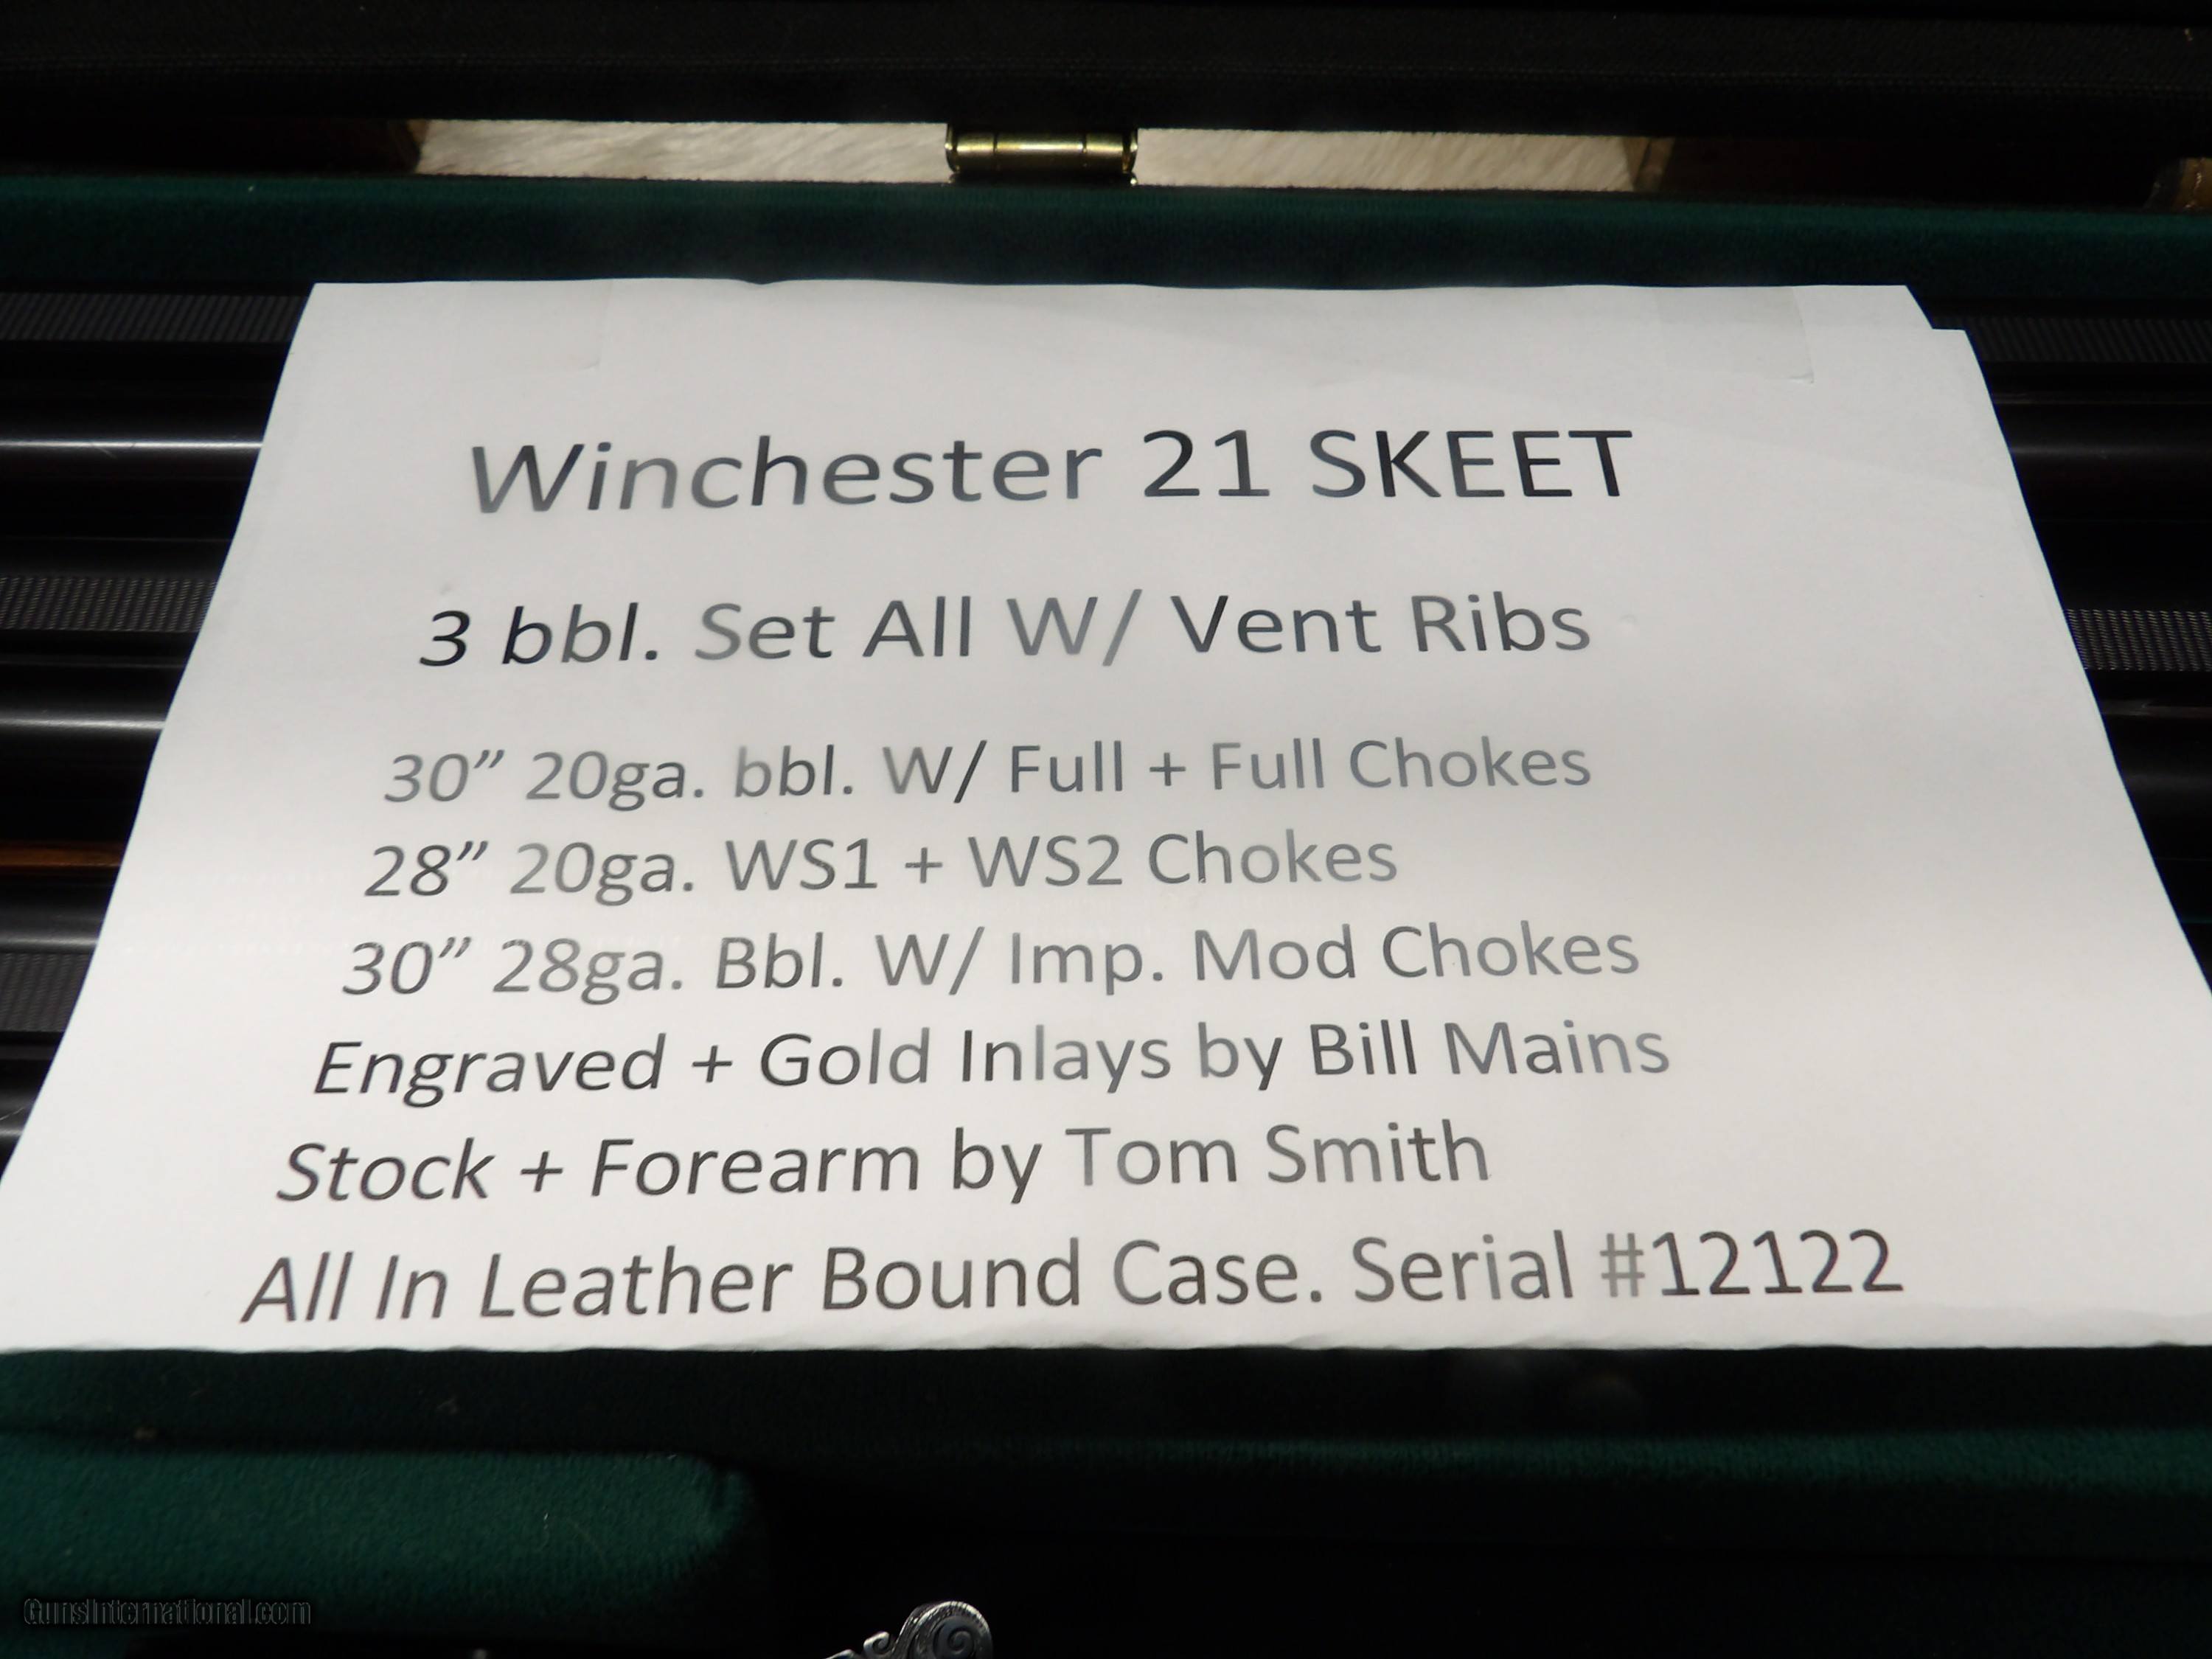 Winchester 21 SKEET
3 bbl. Set All W/ Vent Ribs
30” 20ga. bbl. W/ Full + Full Chokes
28” 20ga. WS1 + WS2 Chokes
30” 28ga. Bbl. W/ Imp. Mod Chokes
Engraved + Gold Inlays by Bill Mains
Stock + Forearm by Tom Smith
All In Leather Bound Case. Serial #12122
GunsInternational.com